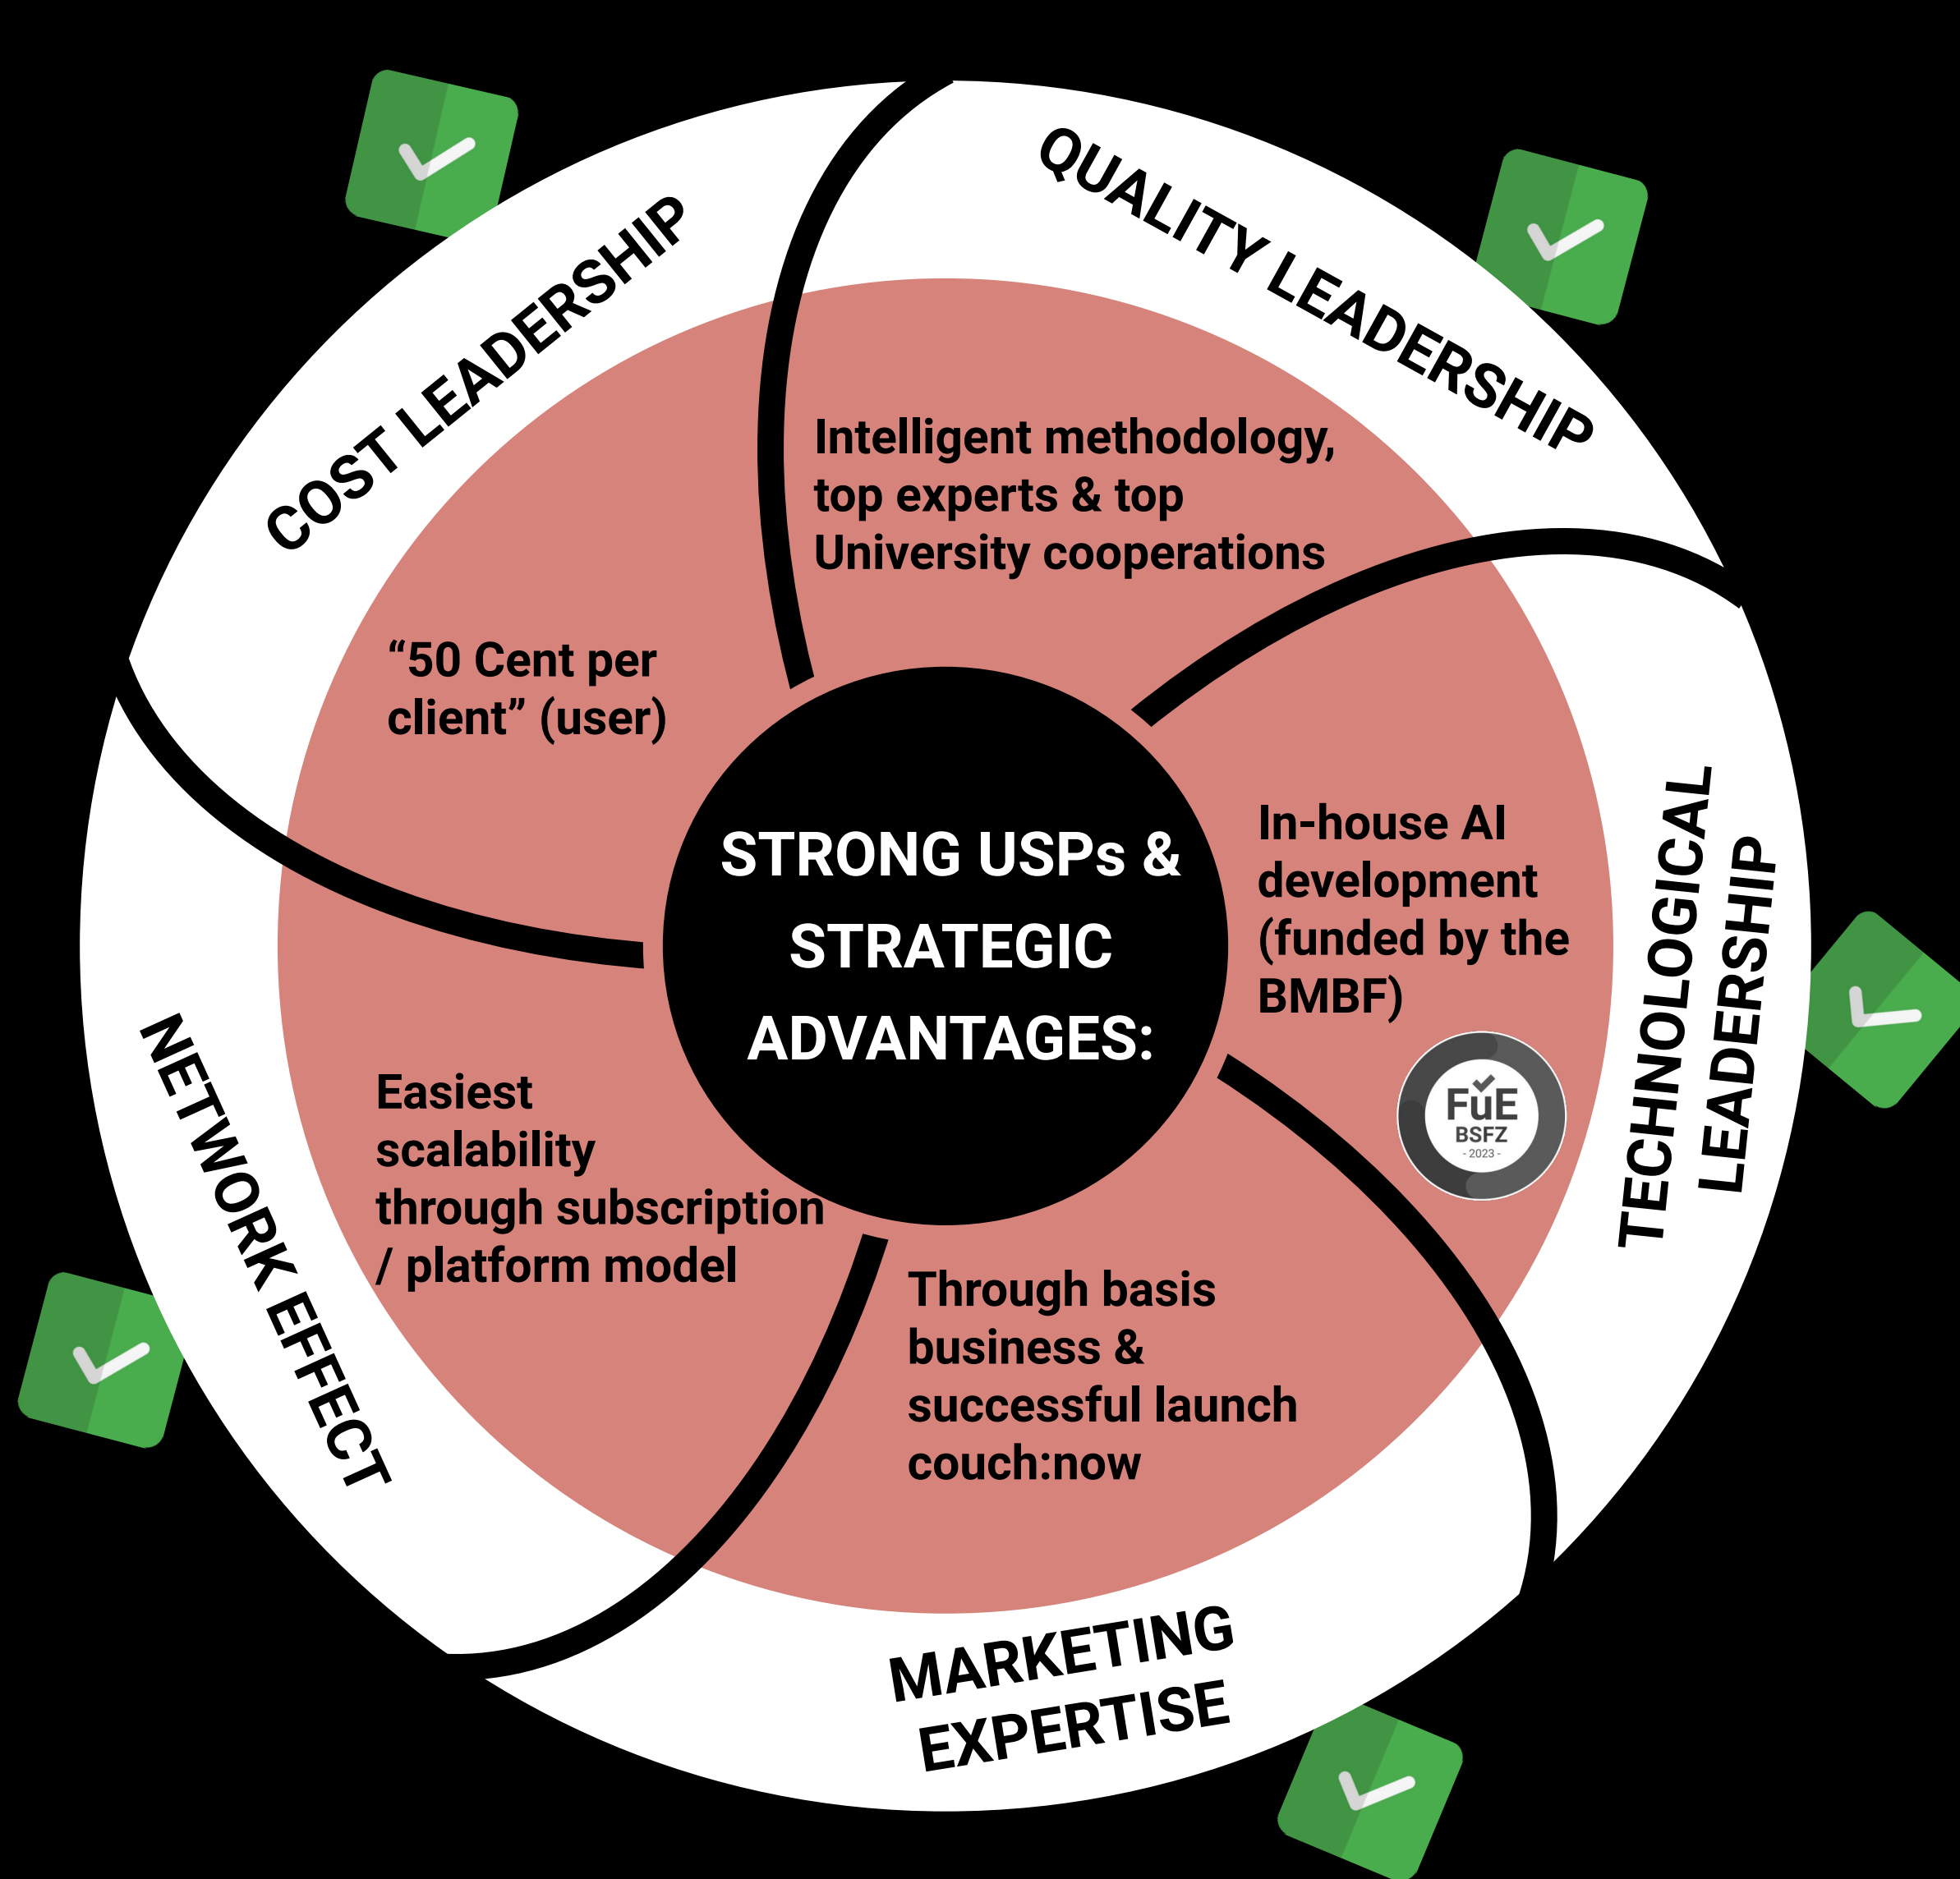 STRONG USPs &
STRATEGIC
ADVANTAGES:
COST LEADERSHIP
“50 Cent per
client” (user)
QUALITY LEADERSHIP
Intelligent methodology,
top experts & top
University cooperations
TECHNOLOGICAL
LEADERSHIP
In-house AI
development
(funded by the
BMBF)
FuE
BSFZ
- 2023 -
MARKETING
EXPERTISE
Through basis
business &
successful launch
couch:now
NETWORK EFFECT
Easiest
scalability
through subscription
/ platform model